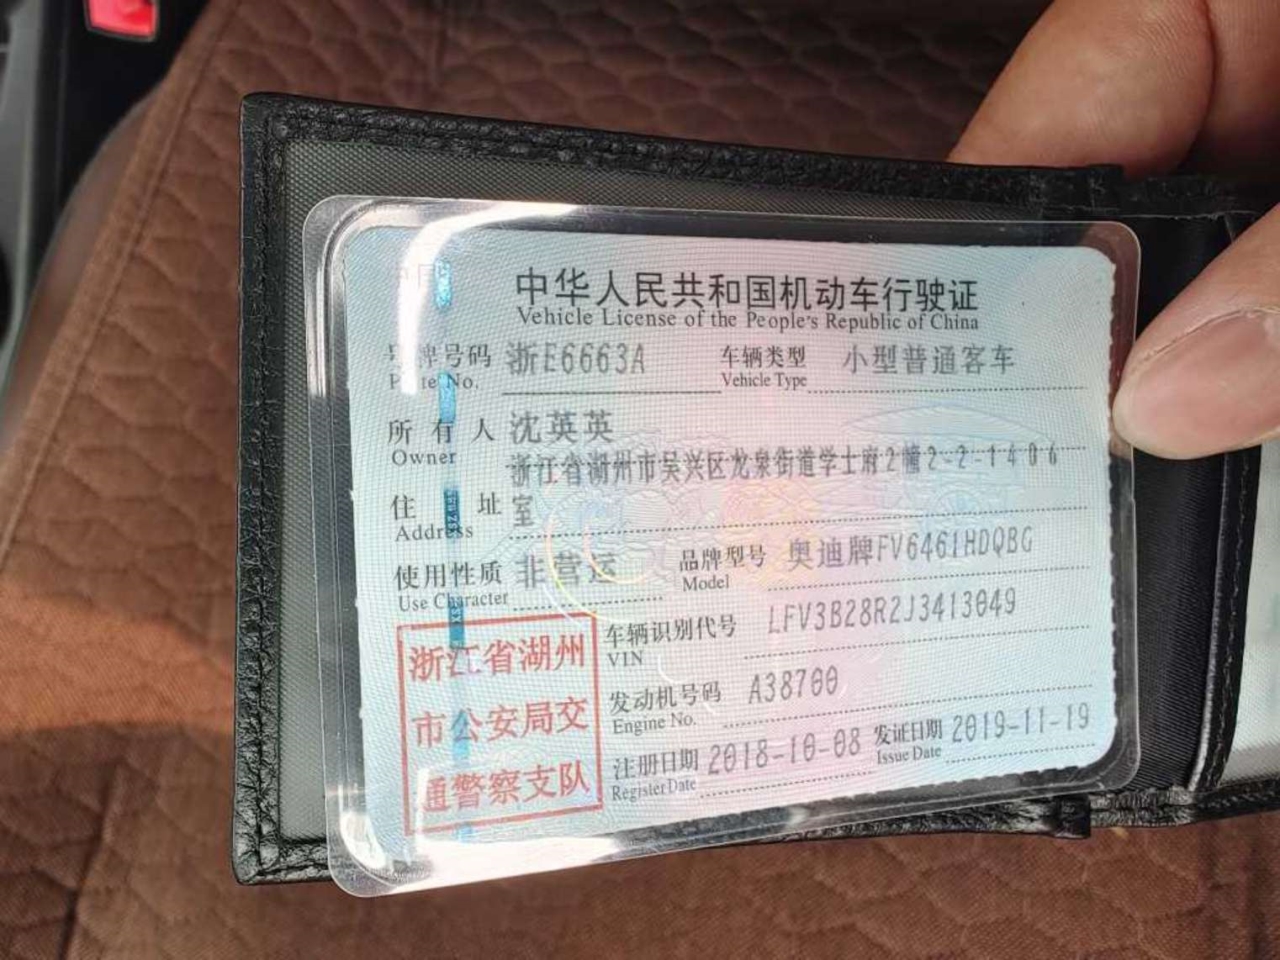 中华人民共和国机动车行驶证
Vehicle License of the People's Republic of China
号牌号码 浙E6663A 车辆类型 小型普通客车
Plate No. Vehicle Type
所有人 沈英英
Owner
浙江省湖州市吴兴区龙泉街道学士府2幢2-2-1406
住址 室
Address
使用性质 非营运 品牌型号 奥迪牌FV6461HDQBG
Use Character Model
车辆识别代号 LFV3B28R2J3413049
VIN
发动机号码 A38700
Engine No.
注册日期 2018-10-08 发证日期 2019-11-19
Register Date Issue Date
浙江省湖州
市公安局交
通警察支队